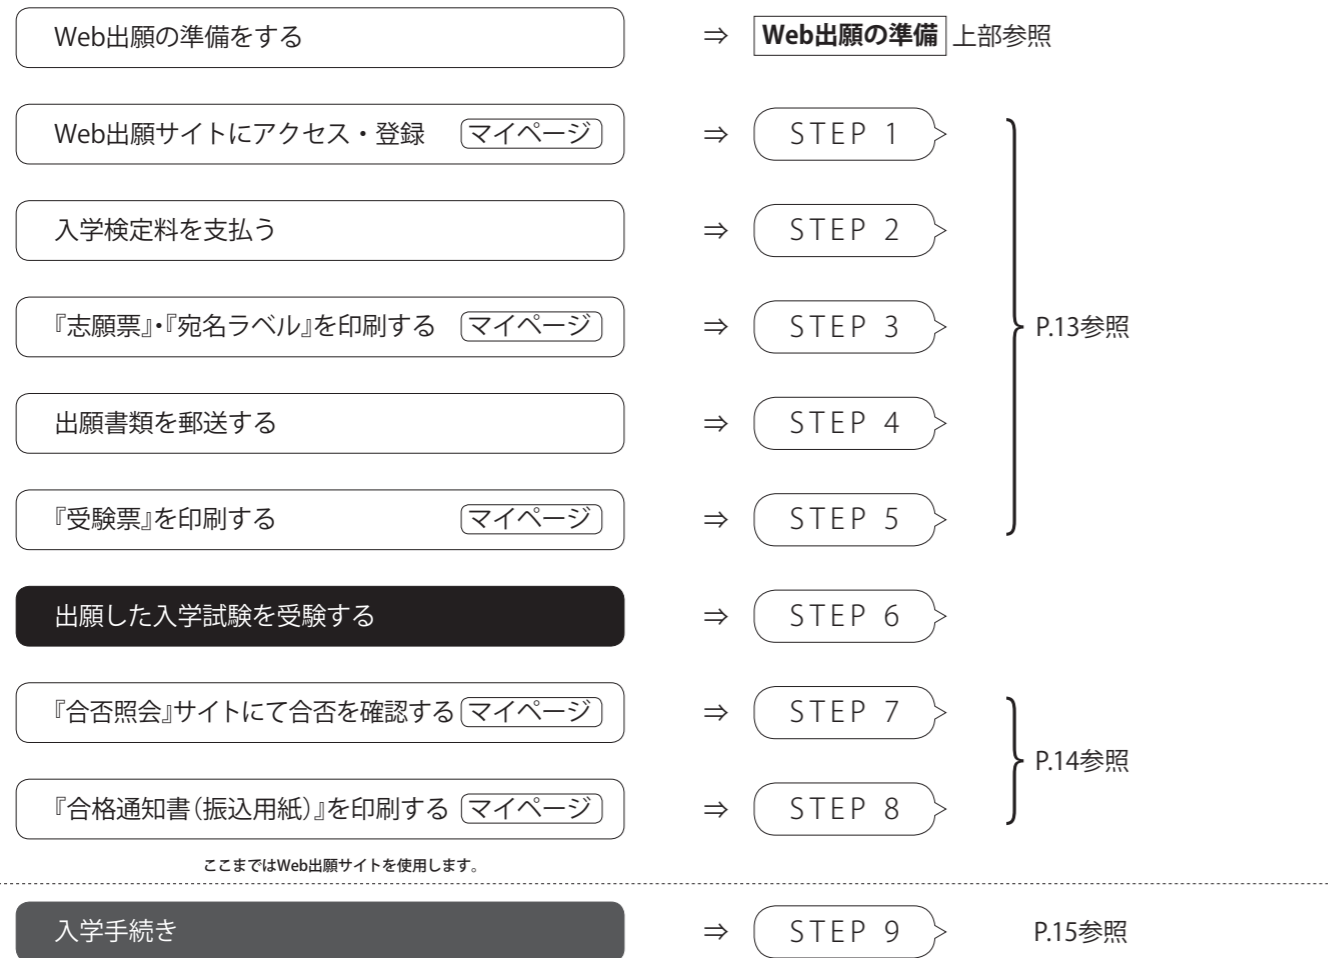 Web出願の準備をする ⇒ Web出願の準備 上部参照
Web出願サイトにアクセス・登録 マイページ ⇒ STEP 1
入学検定料を支払う ⇒ STEP 2
『志願票』・『宛名ラベル』を印刷する マイページ ⇒ STEP 3 P.13参照
出願書類を郵送する ⇒ STEP 4
『受験票』を印刷する マイページ ⇒ STEP 5
出願した入学試験を受験する ⇒ STEP 6
『合否照会』サイトにて合否を確認する マイページ ⇒ STEP 7
P.14参照
『合格通知書(振込用紙)』を印刷する マイページ ⇒ STEP 8
ここまではWeb出願サイトを使用します。
入学手続き ⇒ STEP 9 P.15参照